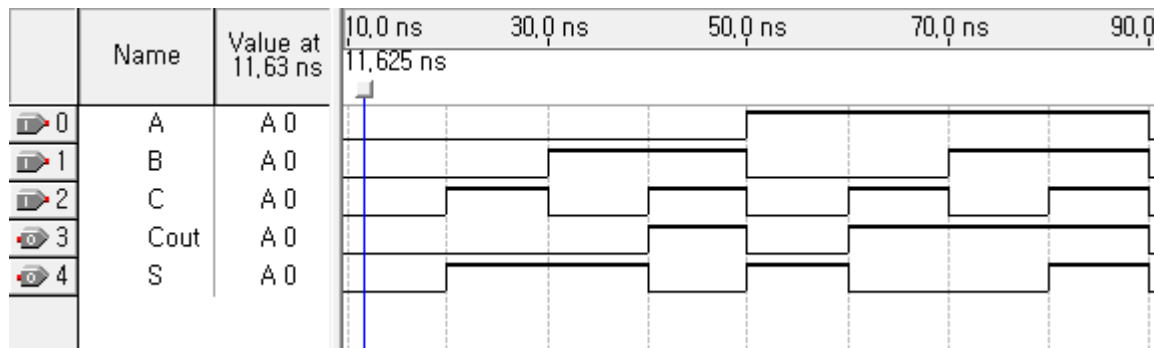 Name
Value at
11,63 ns
10,0 ns 30,0 ns 50,0 ns 70,0 ns 90,0
11,625 ns
0 A A 0
1 B A 0
2 C A 0
3 Cout A 0
4 S A 0